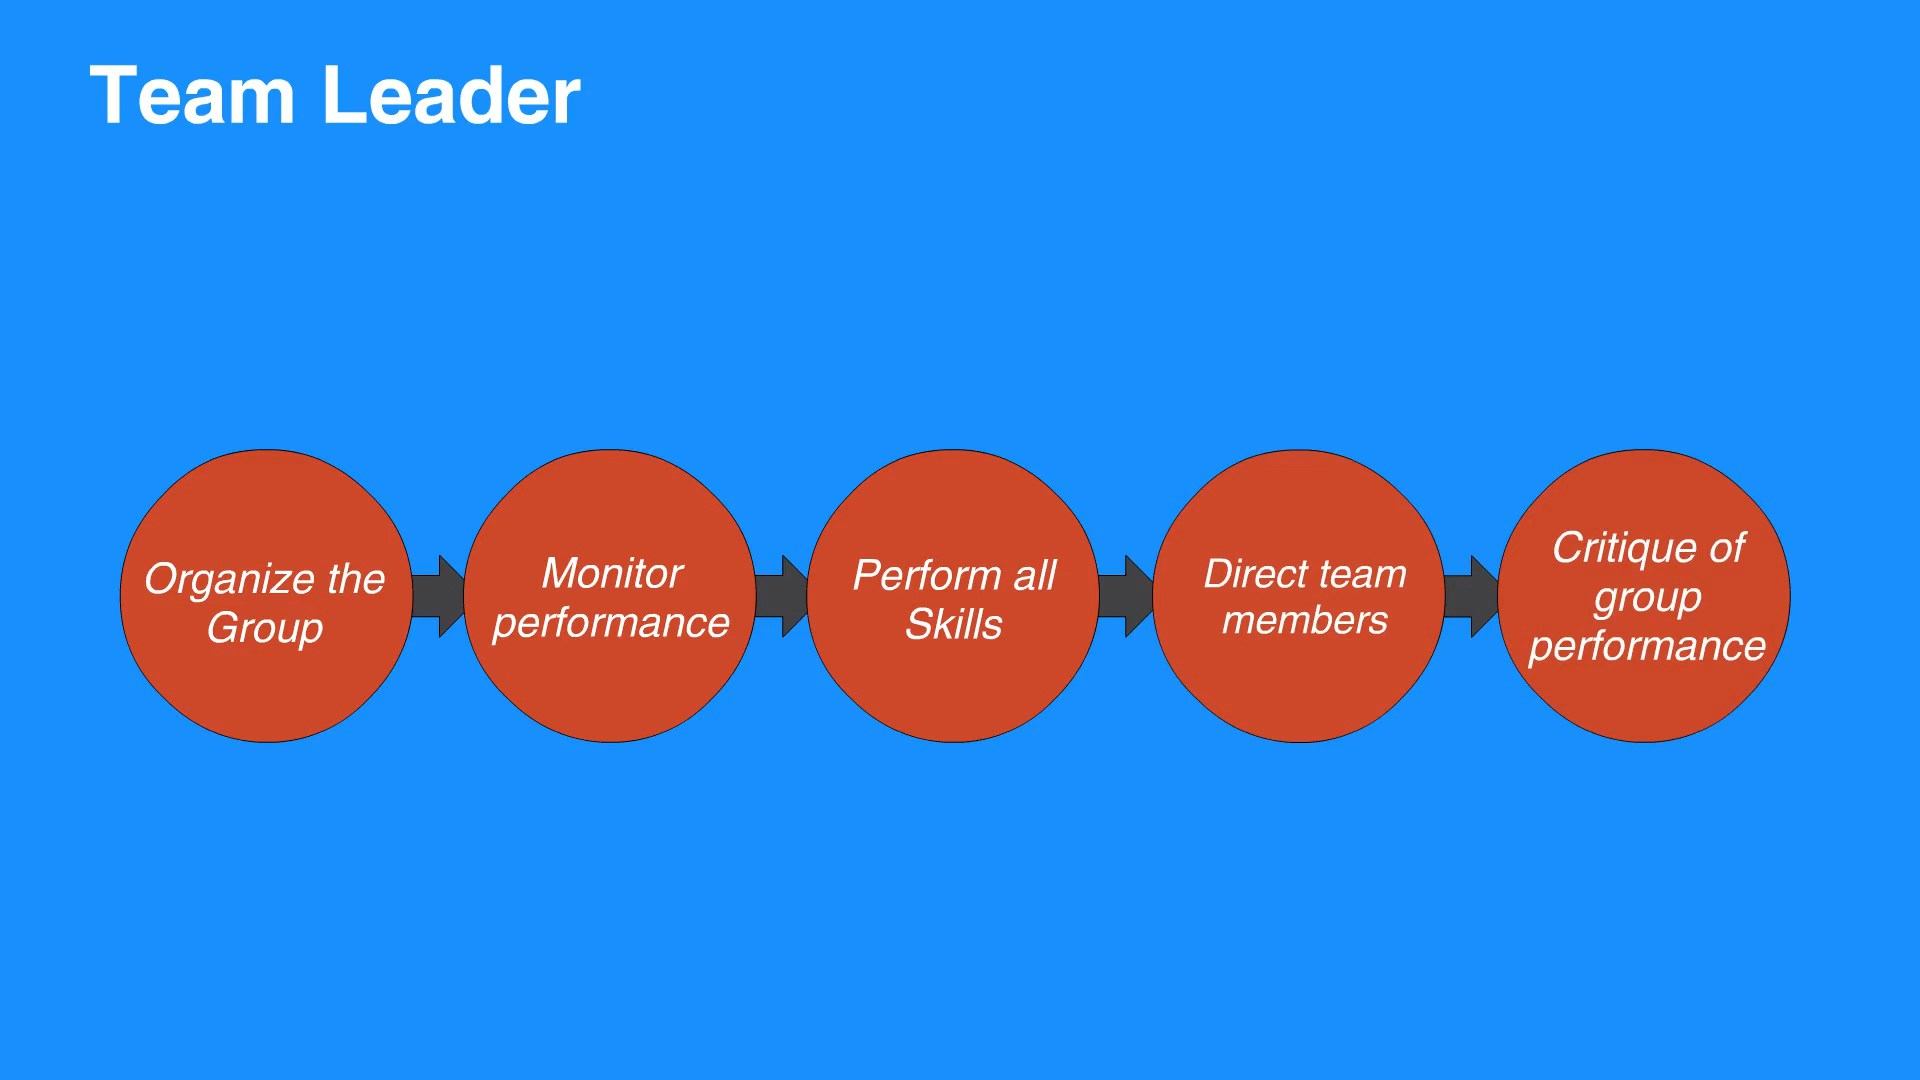 Team Leader
Organize the
Group
Monitor
performance
Perform all
Skills
Direct team
members
Critique of
group
performance